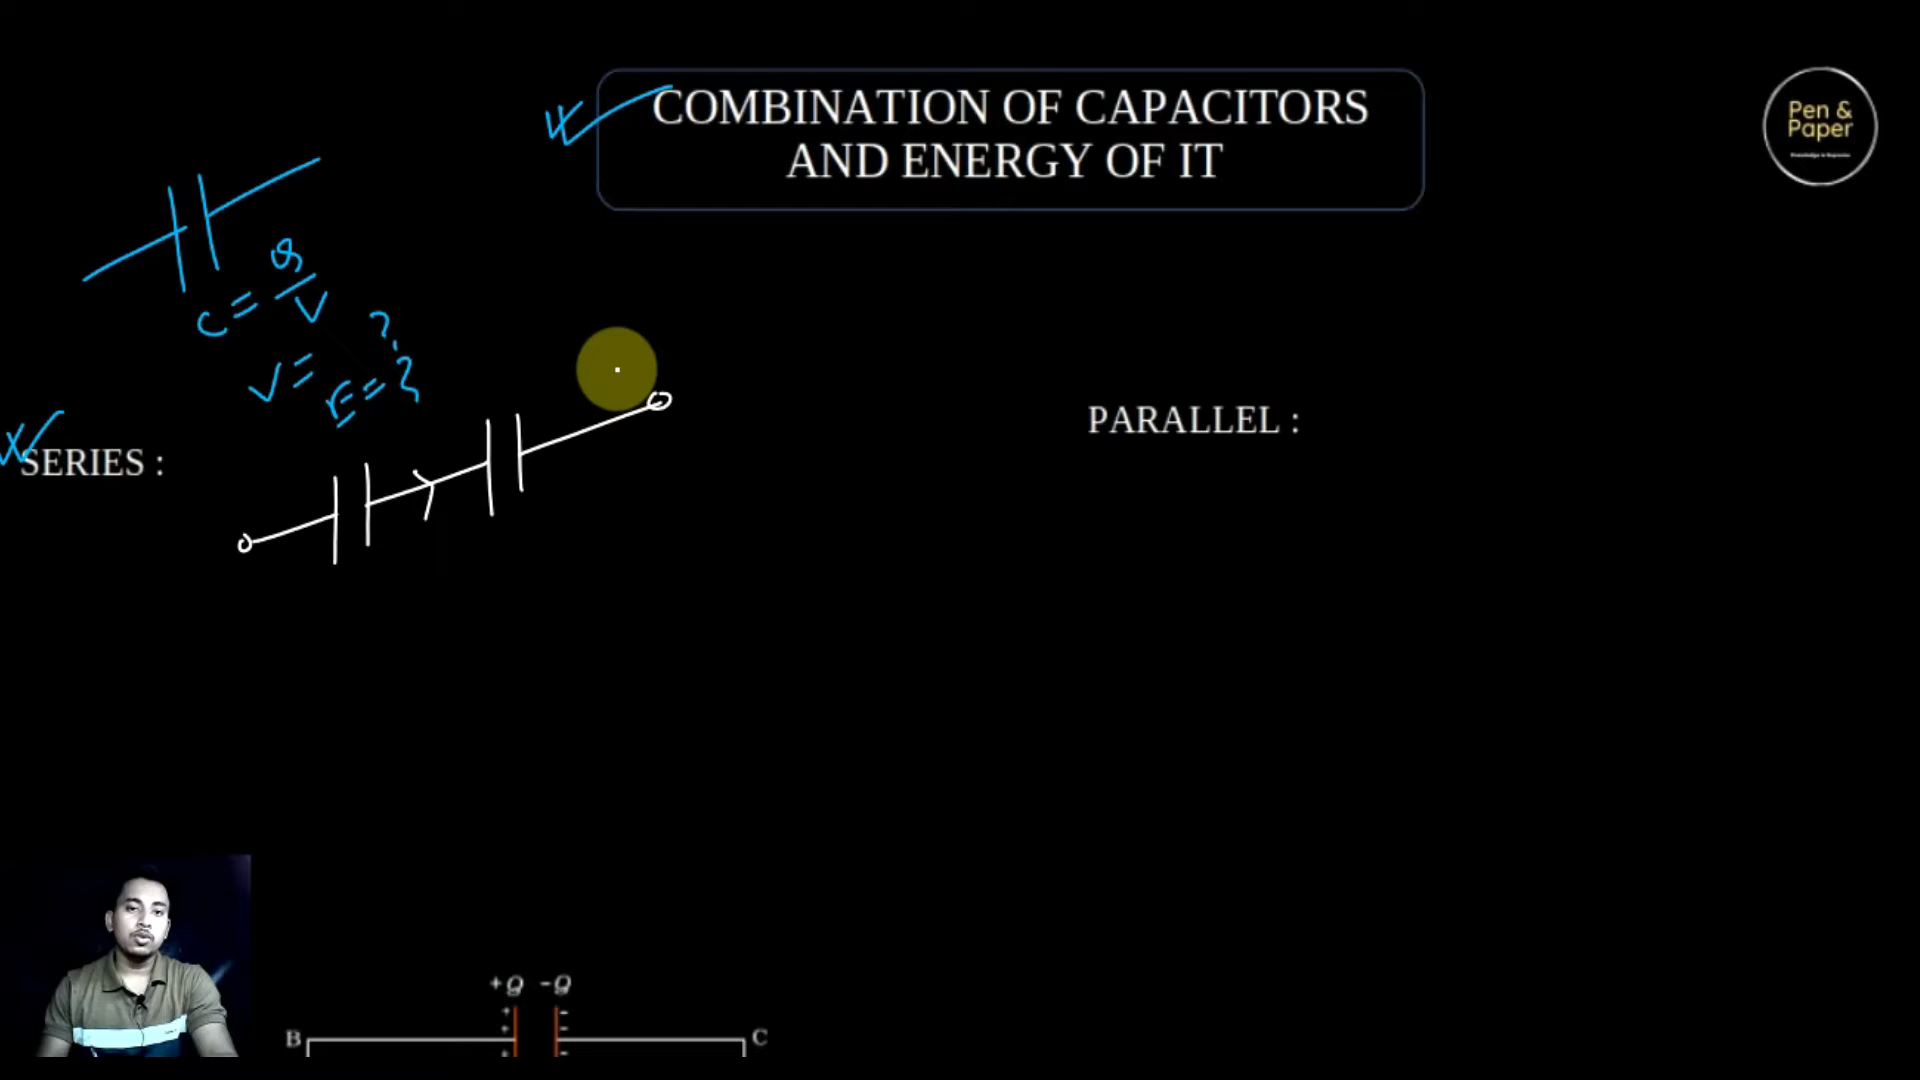 COMBINATION OF CAPACITORS
AND ENERGY OF IT
Pen &
Paper
C = Q/V
V = ?
E = ?
SERIES :
PARALLEL :
+Q -Q
B C